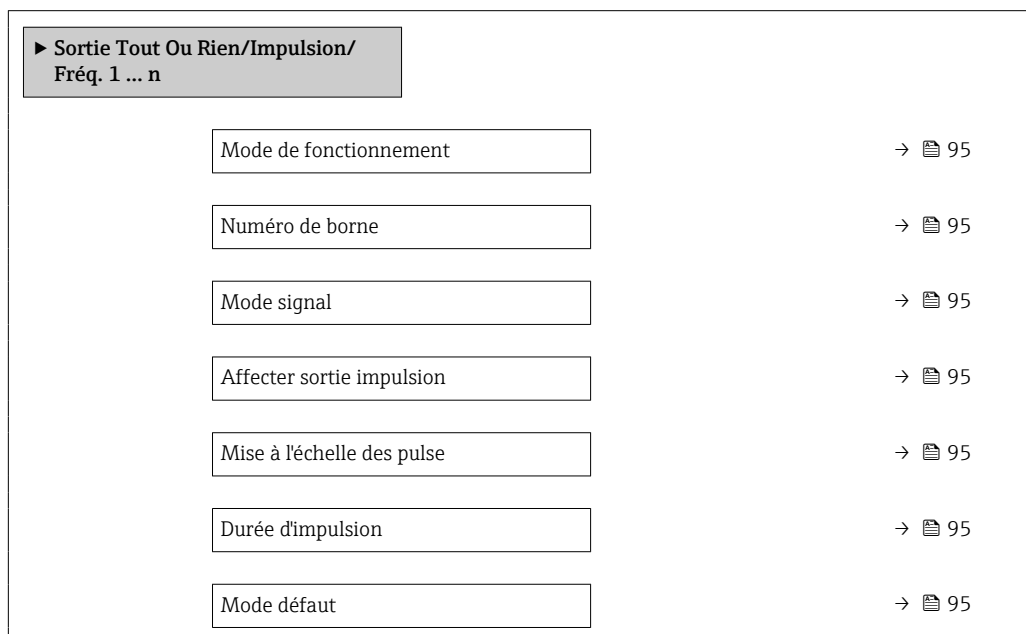 ▶ Sortie Tout Ou Rien/Impulsion/
Fréq. 1 ... n
Mode de fonctionnement → 95
Numéro de borne → 95
Mode signal → 95
Affecter sortie impulsion → 95
Mise à l'échelle des pulse → 95
Durée d'impulsion → 95
Mode défaut → 95